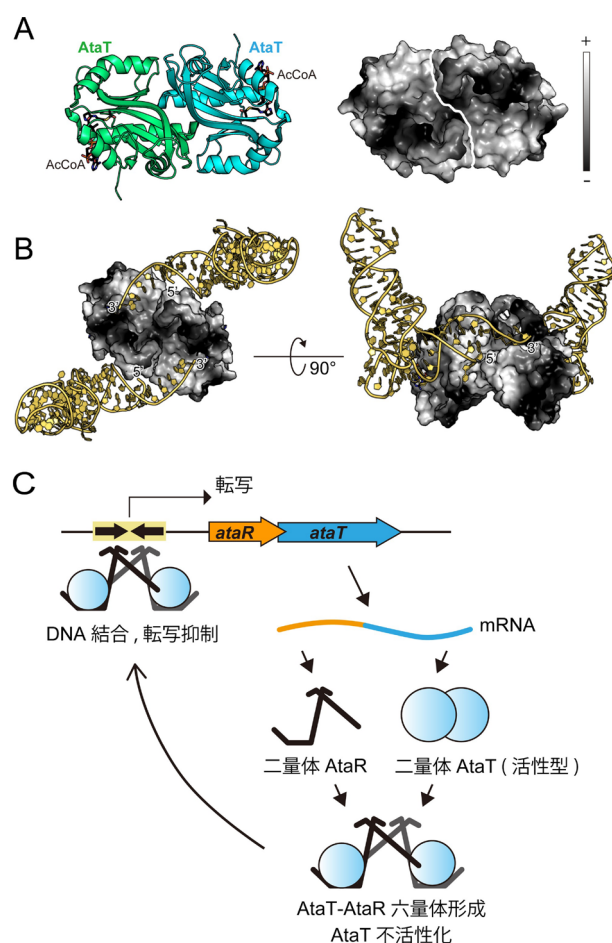 A
AtaT
AtaT
AcCoA
AcCoA
+
−
B
3’
5’
5’
3’
90°
5’
3’
C
転写
ataR
ataT
DNA 結合 , 転写抑制
mRNA
二量体 AtaR
二量体 AtaT ( 活性型 )
AtaT-AtaR 六量体形成
AtaT 不活性化